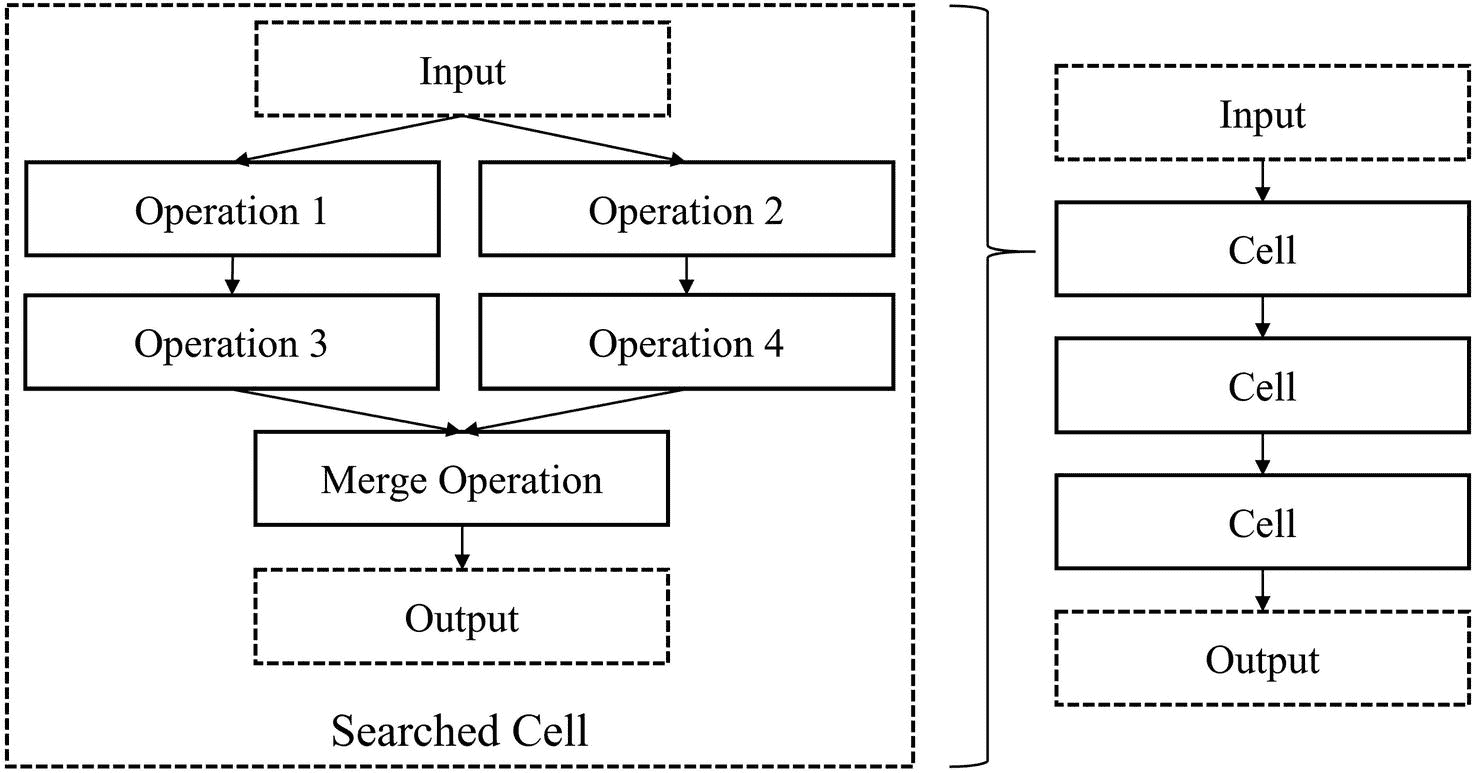 Input
Operation 1
Operation 2
Operation 3
Operation 4
Merge Operation
Output
Searched Cell
Input
Cell
Cell
Cell
Output